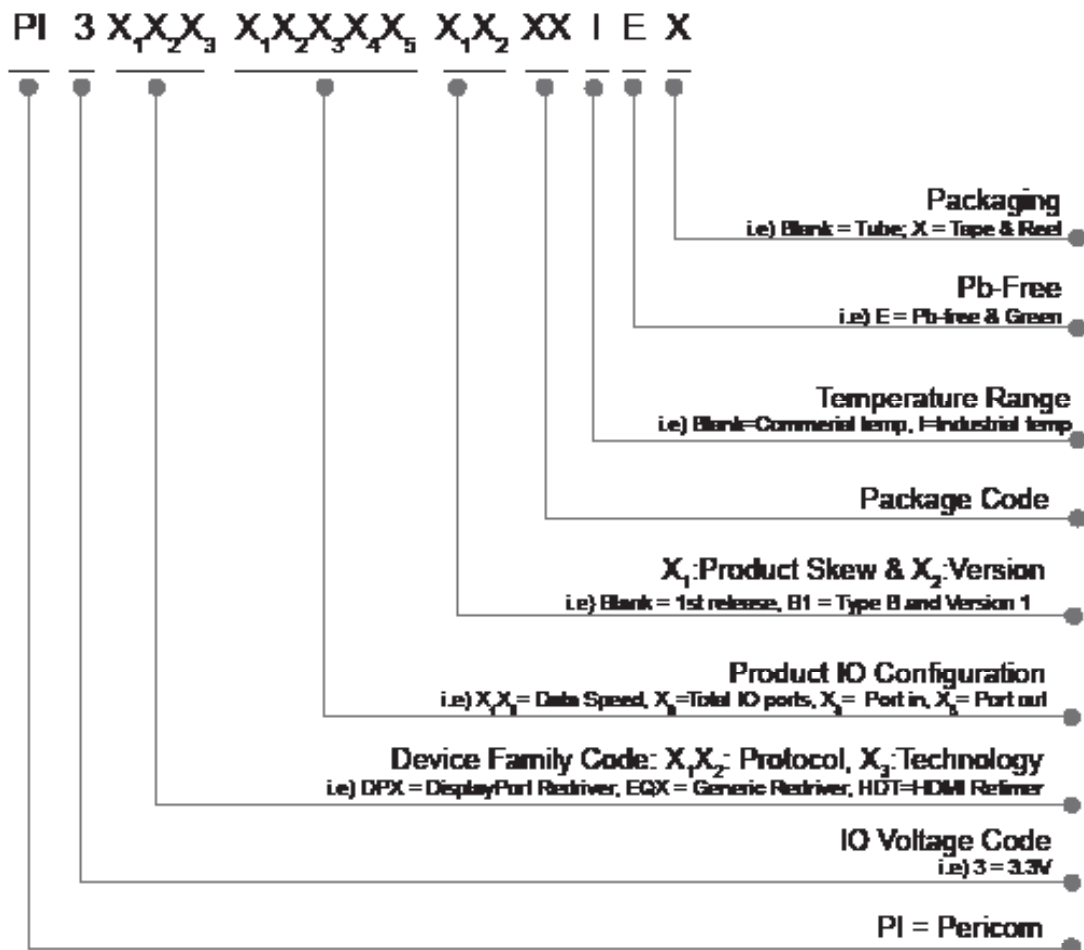 PI 3 X₁X₂X₃ X₁X₂X₃X₄X₅ X₁X₂ XX I E X
Packaging
i.e) Blank = Tube; X = Tape & Reel
Pb-Free
i.e) E = Pb-free & Green
Temperature Range
i.e) Blank=Commerial temp, I=Industrial temp
Package Code
X₁:Product Skew & X₂:Version
i.e) Blank = 1st release, B1 = Type B and Version 1
Product IO Configuration
i.e) X₁X₂= Data Speed, X₃=Total IO ports, X₄= Port in, X₅= Port out
Device Family Code: X₁X₂: Protocol, X₃:Technology
i.e) DPX = DisplayPort Redriver, EQX = Generic Redriver, HDT=HDMI Retimer
IO Voltage Code
i.e) 3 = 3.3V
PI = Pericom